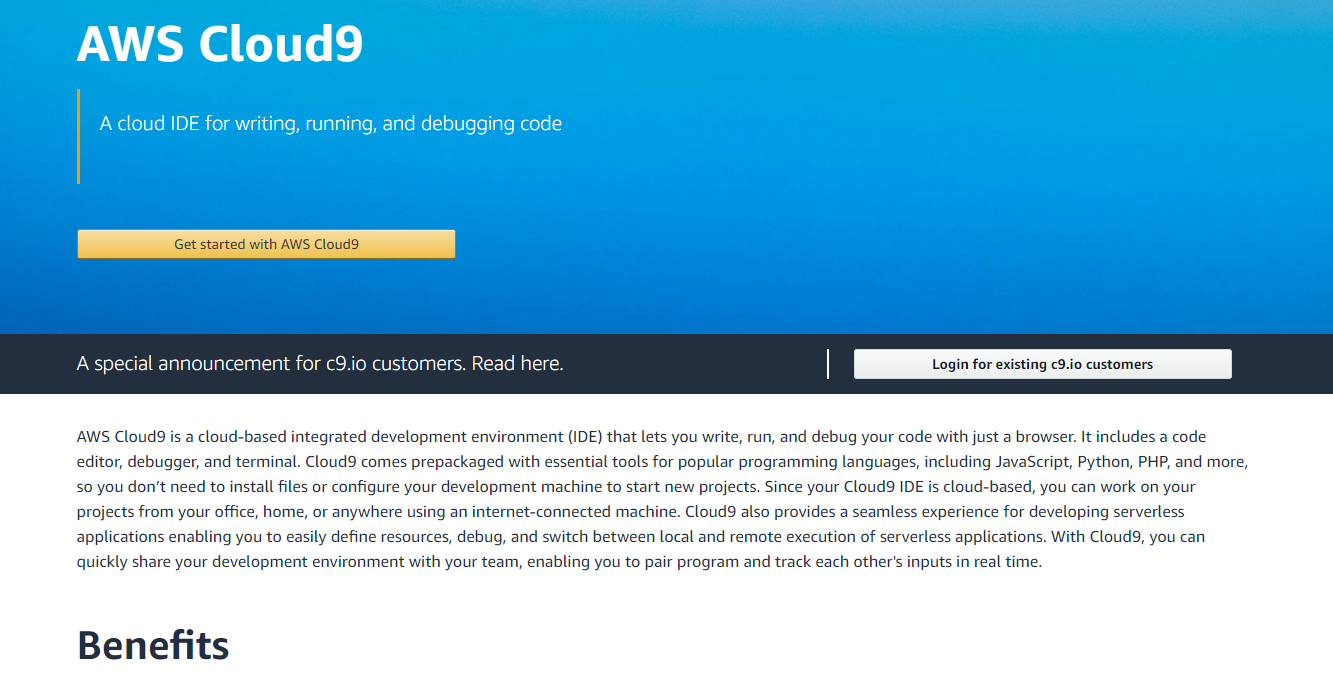 AWS Cloud9
A cloud IDE for writing, running, and debugging code
Get started with AWS Cloud9
A special announcement for c9.io customers. Read here.
Login for existing c9.io customers
AWS Cloud9 is a cloud-based integrated development environment (IDE) that lets you write, run, and debug your code with just a browser. It includes a code
editor, debugger, and terminal. Cloud9 comes prepackaged with essential tools for popular programming languages, including JavaScript, Python, PHP, and more,
so you don’t need to install files or configure your development machine to start new projects. Since your Cloud9 IDE is cloud-based, you can work on your
projects from your office, home, or anywhere using an internet-connected machine. Cloud9 also provides a seamless experience for developing serverless
applications enabling you to easily define resources, debug, and switch between local and remote execution of serverless applications. With Cloud9, you can
quickly share your development environment with your team, enabling you to pair program and track each other's inputs in real time.
Benefits